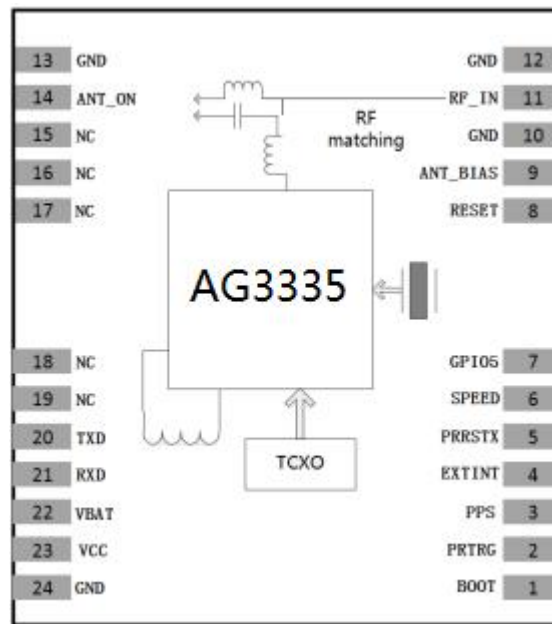 13 GND GND 12
14 ANT_ON RF_IN 11
RF
matching
15 NC GND 10
16 NC ANT_BIAS 9
17 NC RESET 8
AG3335
18 NC GPIO5 7
19 NC SPEED 6
20 TXD PRRSTX 5
TCXO
21 RXD EXTINT 4
22 VBAT PPS 3
23 VCC PRTRG 2
24 GND BOOT 1